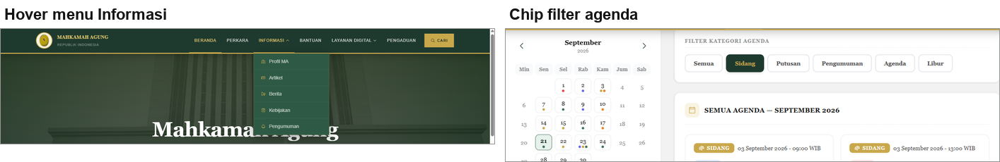 Hover menu Informasi
MAHKAMAH AGUNG
REPUBLIK INDONESIA
BERANDA PERKARA INFORMASI BANTUAN LAYANAN DIGITAL PENGADUAN CARI
Profil MA
Artikel
Berita
Kebijakan
Pengumuman
Mahkamah Agung
Chip filter agenda
September
2026
Min Sen Sel Rab Kam Jum Sab
1 2 3 4 5
6 7 8 9 10 11 12
13 14 15 16 17 18 19
20 21 22 23 24 25 26
28 29 30
FILTER KATEGORI AGENDA
Semua Sidang Putusan Pengumuman Agenda Libur
SEMUA AGENDA — SEPTEMBER 2026
SIDANG 03 September 2026 - 09:00 WIB
SIDANG 03 September 2026 - 13:00 WIB